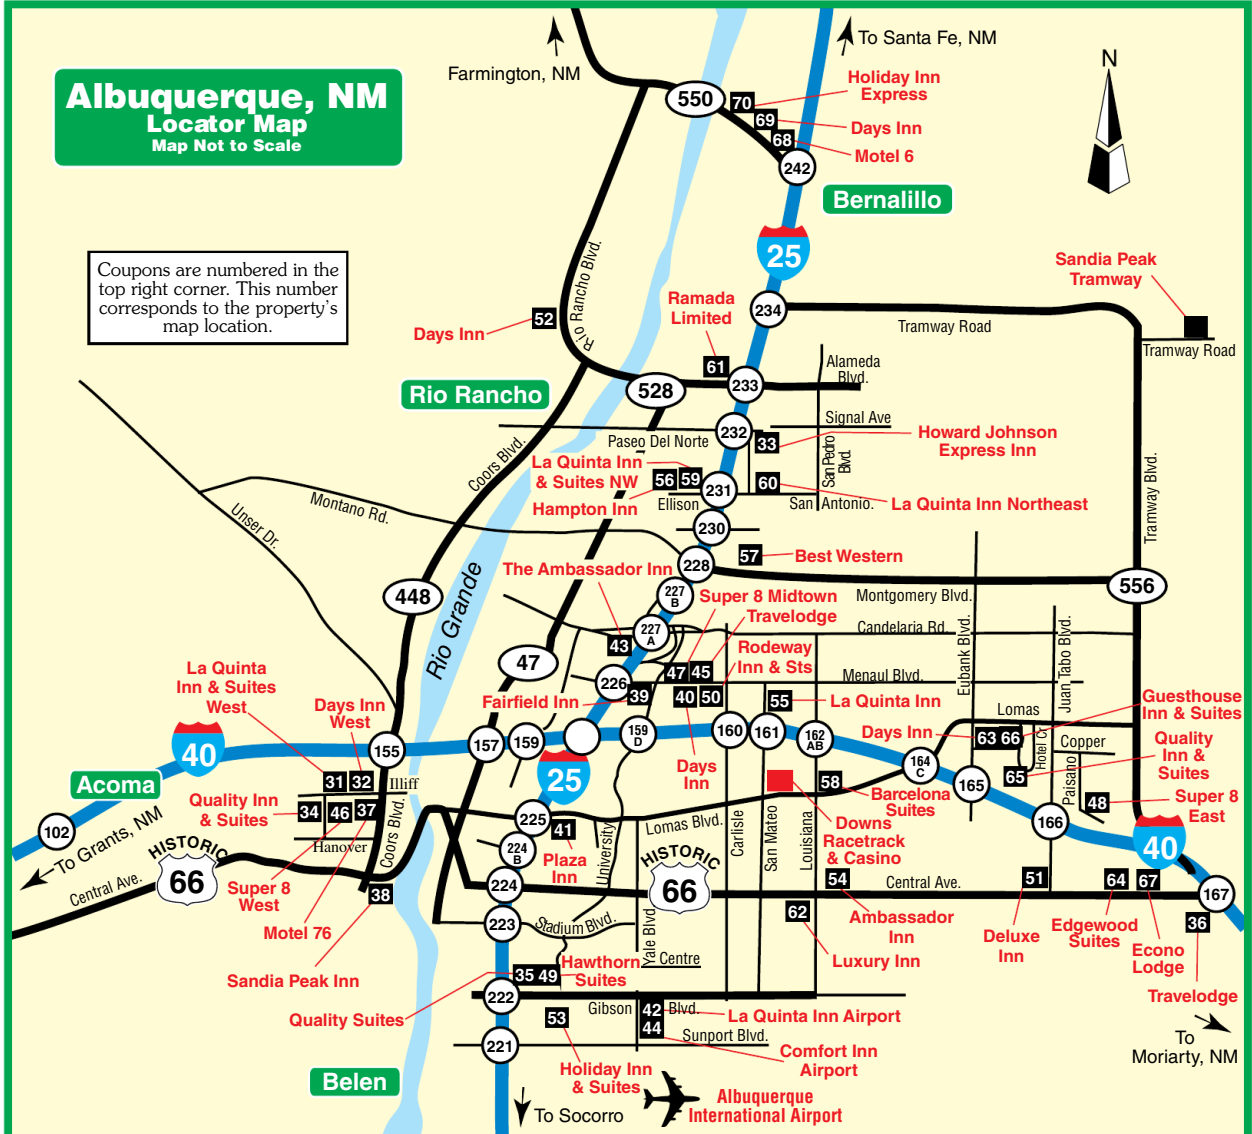 To Santa Fe, NM
Farmington, NM
N
Albuquerque, NM
Locator Map
Map Not to Scale
550
70
69
68
Holiday Inn
Express
Days Inn
Motel 6
242
Bernalillo
25
Coupons are numbered in the
top right corner. This number
corresponds to the property's
map location.
Sandia Peak
Tramway
Tramway Road
Rio Rancho Blvd.
52
Days Inn
Ramada
Limited
234
Tramway Road
61
Alameda
Blvd.
233
528
Rio Rancho
Signal Ave
232
33
Paseo Del Norte
San Pedro
Blvd.
Howard Johnson
Express Inn
Coors Blvd.
La Quinta Inn
& Suites NW
56
59
231
60
Ellison
San Antonio.
La Quinta Inn Northeast
Hampton Inn
Tramway Blvd.
Montano Rd.
Unser Dr.
230
57
Best Western
228
The Ambassador Inn
556
448
Rio Grande
227
B
Super 8 Midtown
Travelodge
Montgomery Blvd.
227
A
43
Candelaria Rd.
Eubank Blvd.
Juan Tabo Blvd.
Rodeway
Inn & Sts
47
47
45
Menaul Blvd.
226
39
40
50
Fairfield Inn
55
La Quinta Inn
La Quinta
Inn & Suites
West
Days Inn
West
Guesthouse
Inn & Suites
Lomas
40
155
157
159
159
D
160
161
162
AB
Days Inn
63
66
Hotel Cr.
Copper
Quality
Inn &
Suites
25
Days
Inn
164
C
65
Paisano
Acoma
31
32
Illiff
58
Barcelona
Suites
165
48
Super 8
East
Quality Inn
& Suites
34
46
37
Coors Blvd.
Hanover
102
To Grants, NM
225
41
Plaza
Inn
University
Lomas Blvd.
Carlisle
San Mateo
Louisiana
Downs
Racetrack
& Casino
166
40
HISTORIC
66
224
B
HISTORIC
66
Central Ave.
Super 8
West
38
224
54
Central Ave.
51
64
67
167
Motel 76
223
Stadium Blvd.
Yale Blvd
62
Ambassador
Inn
Deluxe
Inn
Edgewood
Suites
Econo
Lodge
36
Sandia Peak Inn
35
49
Hawthorn
Suites
Centre
Luxury Inn
Travelodge
222
Quality Suites
53
Gibson
Blvd.
42
44
La Quinta Inn Airport
Sunport Blvd.
221
To
Moriarty, NM
Comfort Inn
Airport
Holiday Inn
& Suites
Belen
To Socorro
Albuquerque
International Airport